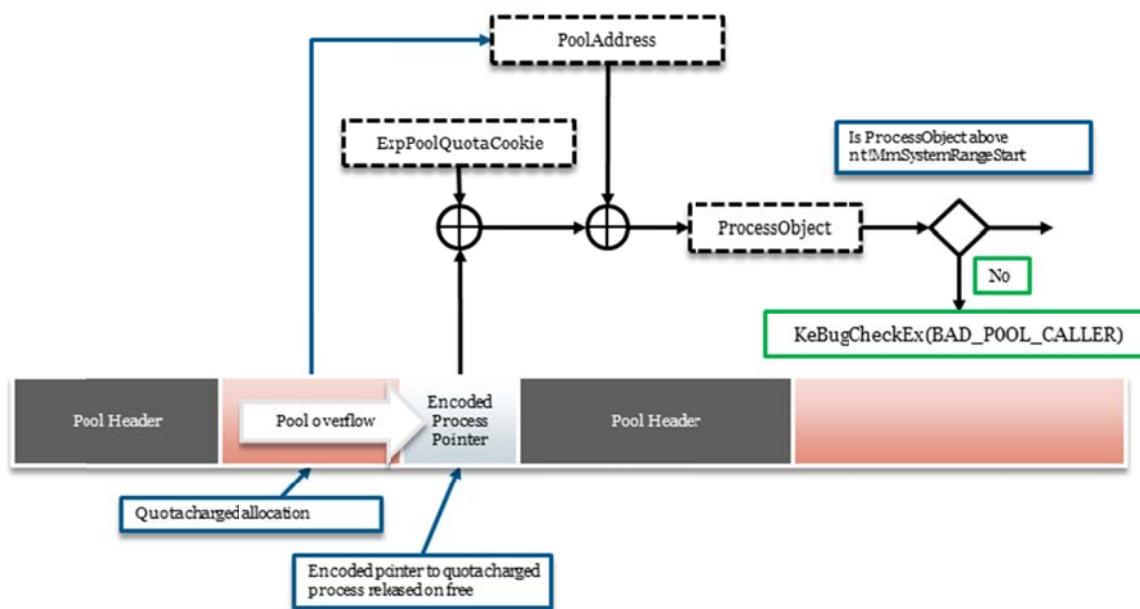 PoolAddress
ExpPoolQuotaCookie
Is ProcessObject above
nt!MmSystemRangeStart
ProcessObject
No
KeBugCheckEx(BAD_POOL_CALLER)
Pool Header
Pool overflow
Encoded
Process
Pointer
Pool Header
Quota charged allocation
Encoded pointer to quota charged
process released on free